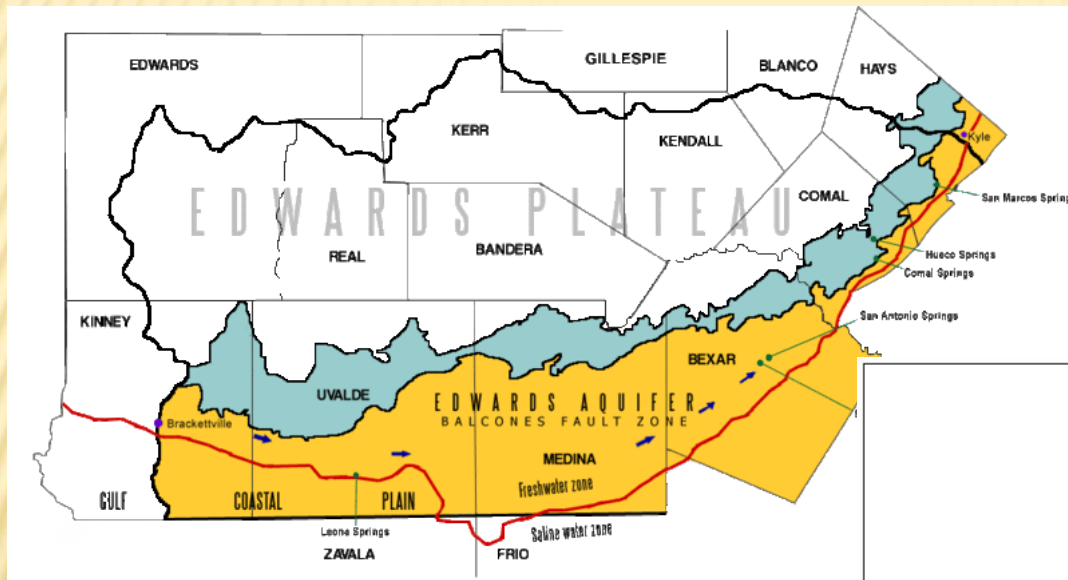 EDWARDS
GILLESPIE
BLANCO
HAYS
KERR
KENDALL
Kyle
EDWARDS PLATEAU
COMAL
San Marcos Spring
REAL
BANDERA
Hueco Springs
Comal Springs
KINNEY
San Antonio Springs
BEXAR
UVALDE
EDWARDS AQUIFER
BALCONES FAULT ZONE
Brackettville
MEDINA
Freshwater zone
GULF COASTAL PLAIN
Leona Springs
Saline water zone
ZAVALA
FRIO